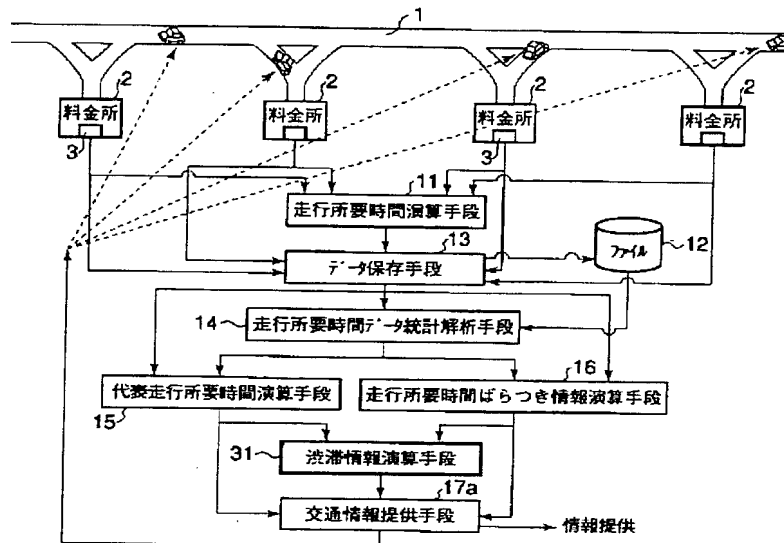 1
2
2
2
2
料金所
料金所
料金所
料金所
3
3
11
走行所要時間演算手段
13
データ保存手段
ファイル
12
14
走行所要時間データ統計解析手段
16
代表走行所要時間演算手段
走行所要時間ばらつき情報演算手段
15
31
渋滞情報演算手段
17a
交通情報提供手段
情報提供